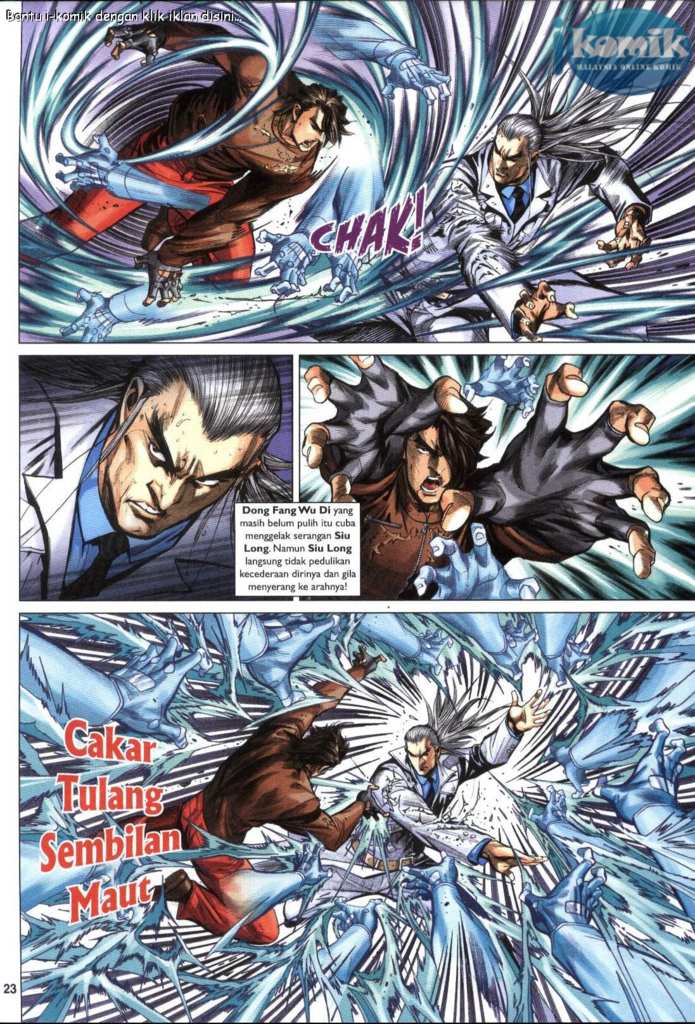 Bantu i-komik dengan klik iklan disini...
komik
MALAYSIA ONLINE KOMIK
CHAK!
Dong Fang Wu Di yang
masih belum pulih itu cuba
menggelak serangan Siu
Long. Namun Siu Long
langsung tidak pedulikan
kecederaan dirinya dan gila
menyerang ke arahnya!
Cakar
Tulang
Sembilan
Maut
23